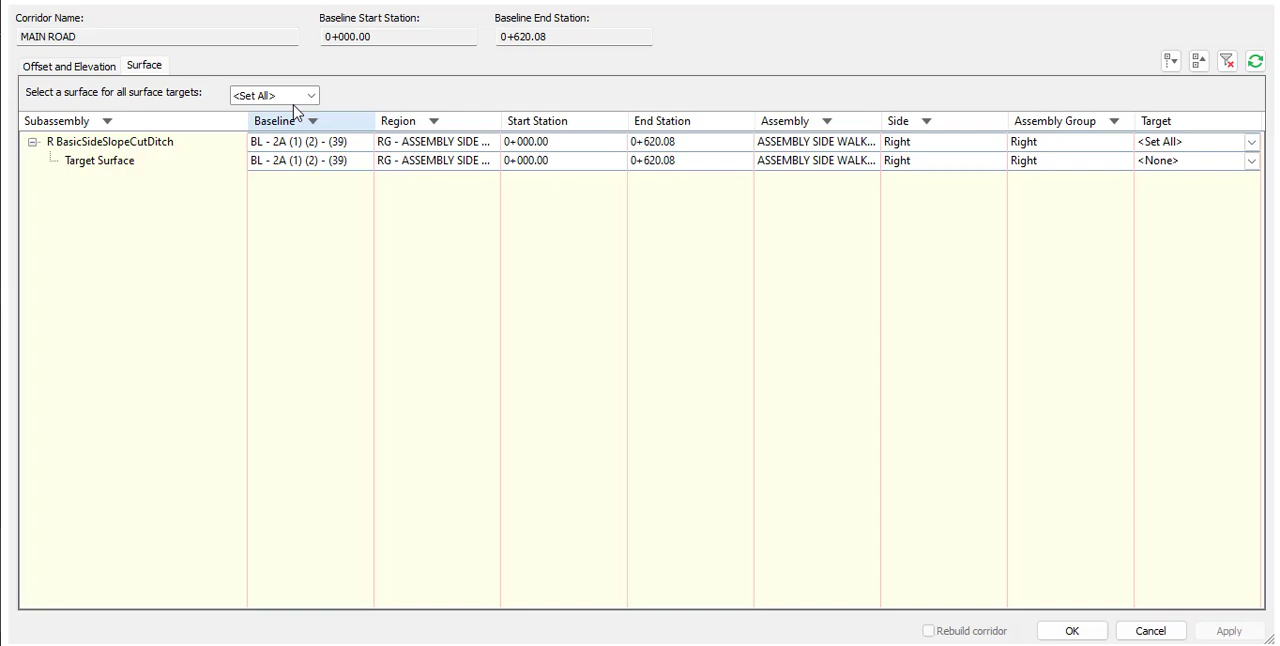 Corridor Name: Baseline Start Station: Baseline End Station:
MAIN ROAD 0+000.00 0+620.08
Offset and Elevation Surface
Select a surface for all surface targets: <Set All>
Subassembly Baseline Region Start Station End Station Assembly Side Assembly Group Target
R BasicSideSlopeCutDitch BL - 2A (1) (2) - (39) RG - ASSEMBLY SIDE ... 0+000.00 0+620.08 ASSEMBLY SIDE WALK... Right Right <Set All>
Target Surface BL - 2A (1) (2) - (39) RG - ASSEMBLY SIDE ... 0+000.00 0+620.08 ASSEMBLY SIDE WALK... Right Right <None>
Rebuild corridor OK Cancel Apply